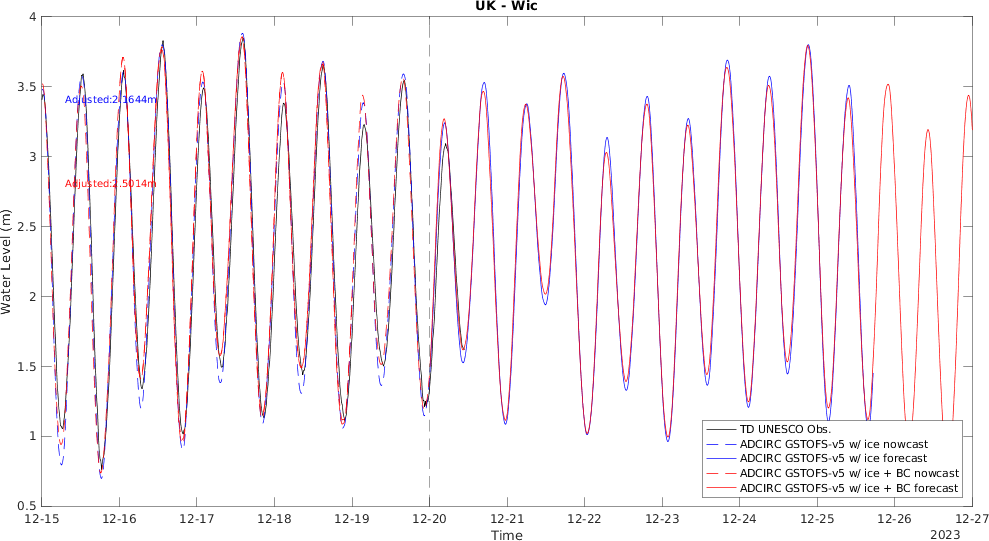 UK - Wic
Water Level (m)
4
3.5
3
2.5
2
1.5
1
0.5
Adjusted:2.1644m
Adjusted:2.5014m
TD UNESCO Obs.
ADCIRC GSTOFS-v5 w/ ice nowcast
ADCIRC GSTOFS-v5 w/ ice forecast
ADCIRC GSTOFS-v5 w/ ice + BC nowcast
ADCIRC GSTOFS-v5 w/ ice + BC forecast
12-15 12-16 12-17 12-18 12-19 12-20 12-21 12-22 12-23 12-24 12-25 12-26 12-27
Time
2023